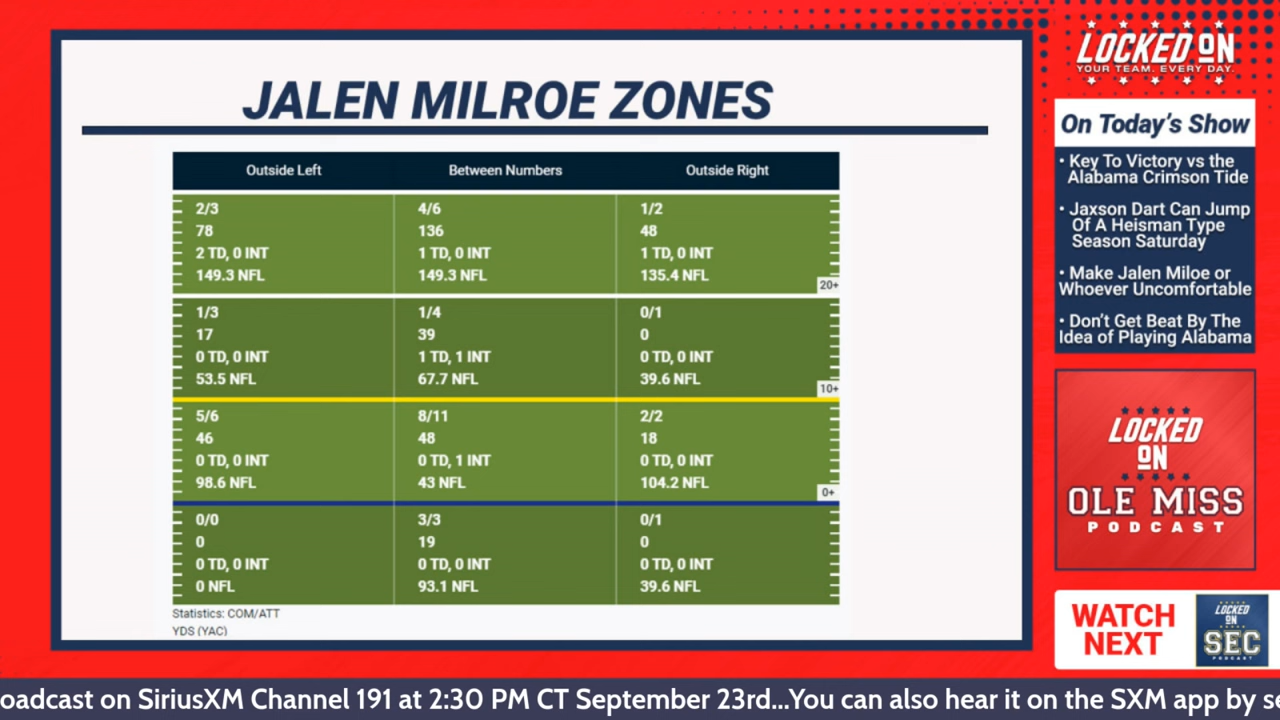 JALEN MILROE ZONES
Outside Left Between Numbers Outside Right
2/3 4/6 1/2
78 136 48
2 TD, 0 INT 1 TD, 0 INT 1 TD, 0 INT
149.3 NFL 149.3 NFL 135.4 NFL
20+
1/3 1/4 0/1
17 39 0
0 TD, 0 INT 1 TD, 1 INT 0 TD, 0 INT
53.5 NFL 67.7 NFL 39.6 NFL
10+
5/6 8/11 2/2
46 48 18
0 TD, 0 INT 0 TD, 1 INT 0 TD, 0 INT
98.6 NFL 43 NFL 104.2 NFL
0+
0/0 3/3 0/1
0 19 0
0 TD, 0 INT 0 TD, 0 INT 0 TD, 0 INT
0 NFL 93.1 NFL 39.6 NFL
Statistics: COM/ATT
YDS (YAC)
LOCKED ON
YOUR TEAM. EVERY DAY.
On Today's Show
• Key To Victory vs the
Alabama Crimson Tide
• Jaxson Dart Can Jump
Of A Heisman Type
Season Saturday
• Make Jalen Miloe or
Whoever Uncomfortable
• Don't Get Beat By The
Idea of Playing Alabama
LOCKED
ON
OLE MISS
PODCAST
WATCH
NEXT
LOCKED
ON
SEC
PODCAST
oadcast on SiriusXM Channel 191 at 2:30 PM CT September 23rd...You can also hear it on the SXM app by s